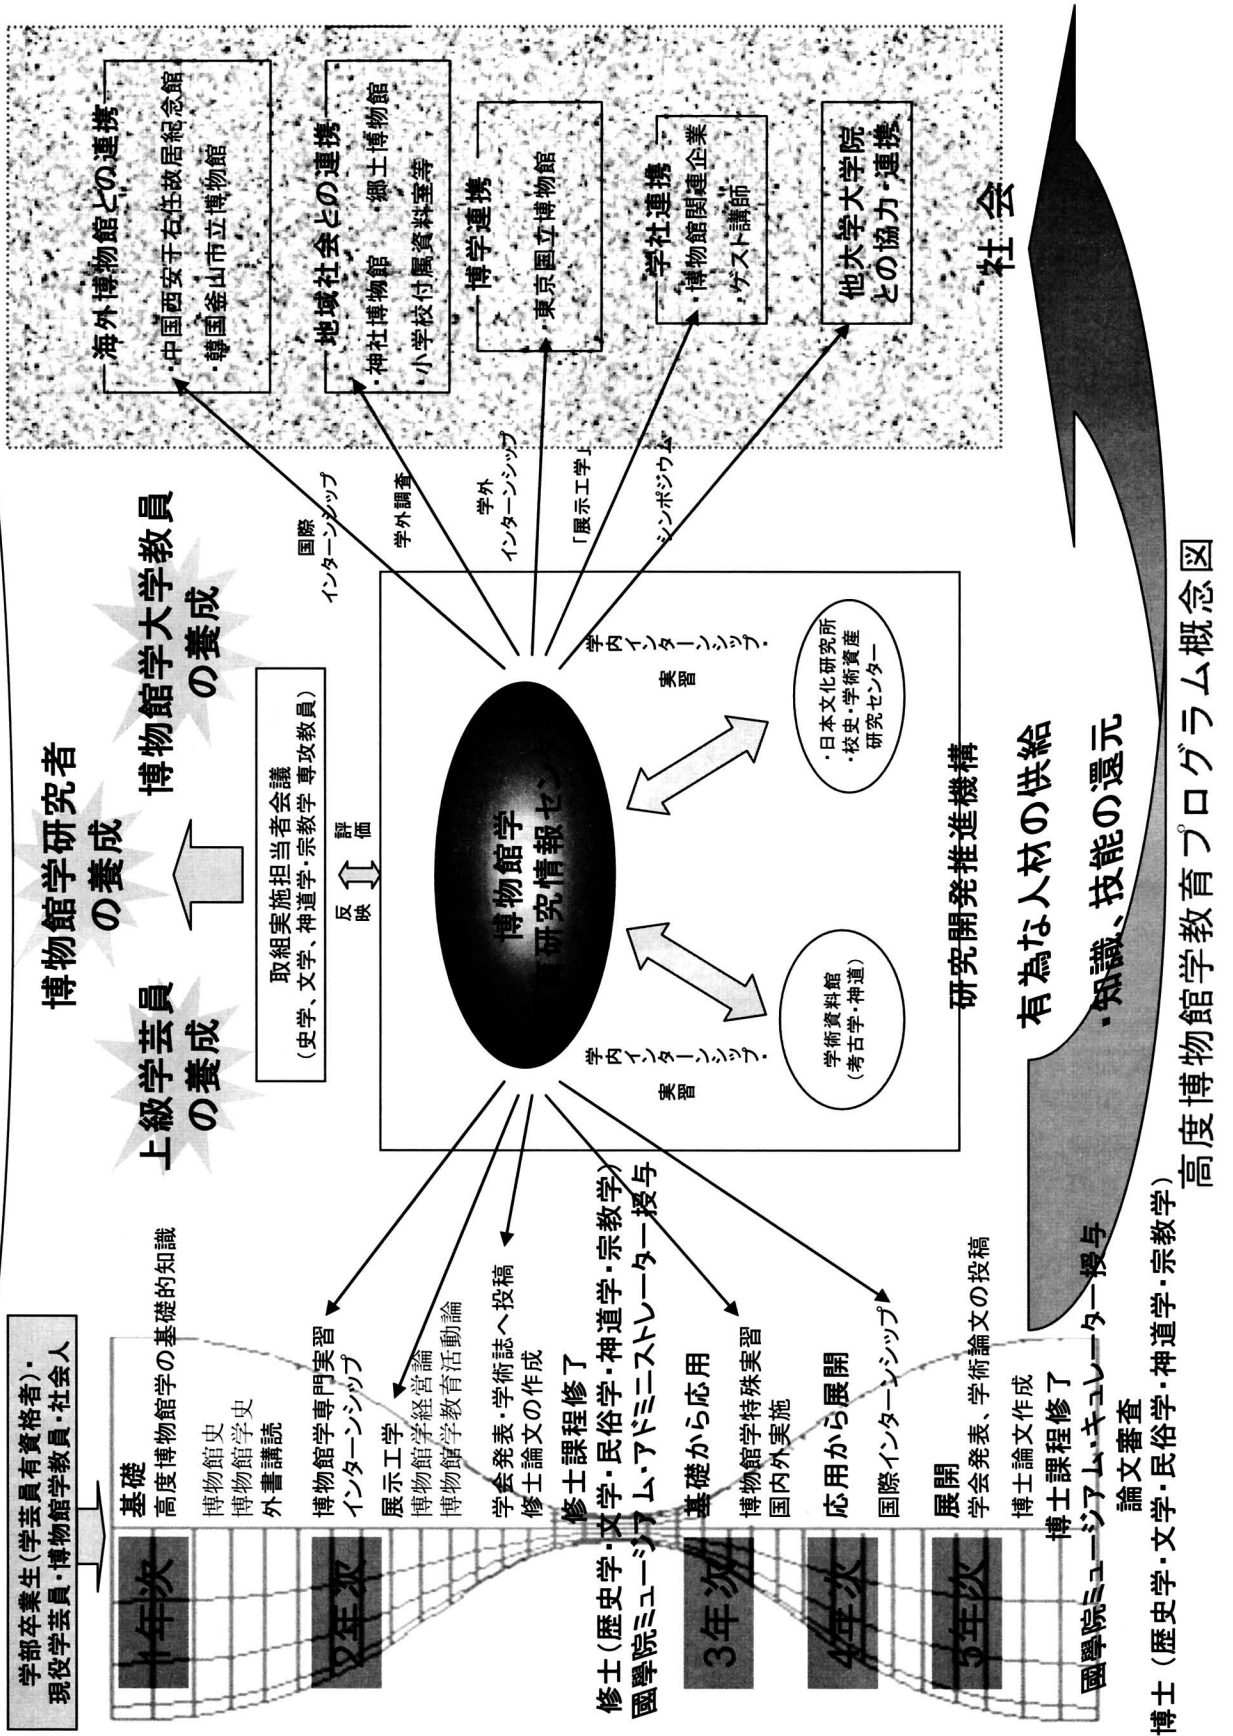 学部卒業生(学芸員有資格者)・
現役学芸員・博物館学教員・社会人
1年次
基礎
高度博物館学の基礎的知識
博物館史
博物館学史
外書講読
2年次
博物館学専門実習
インターンシップ
展示工学
博物館学経営論
博物館学教育活動論
学会発表・学術誌へ投稿
修士論文の作成
修士課程修了
修士(歴史学・文学・民俗学・神道学・宗教学)
國學院ミュージアム・アドミニストレーター授与
3年次
基礎から応用
博物館学特殊実習
国内外実施
4年次
応用から展開
国際インターンシップ
5年次
展開
学会発表、学術論文の投稿
博士論文作成
博士課程修了
國學院ミュージアム・キュレーター授与
論文審査
博士(歴史学・文学・民俗学・神道学・宗教学)
博物館学研究者
の養成
上級学芸員
の養成
博物館学大学教員
の養成
取組実施担当者会議
(史学、文学、神道学・宗教学 専攻教員)
反映
評価
博物館学
研究情報セン
学内インターンシップ・
実習
学内インターンシップ・
実習
学術資料館
(考古学・神道)
・日本文化研究所
・校史・学術資産
研究センター
研究開発推進機構
有為な人材の供給
・知識、技能の還元
国際
インターンシップ
学外調査
学外
インターンシップ
「展示工学」
シンポジウム
海外博物館との連携
・中国西安于右任故居紀念館
・韓国釜山市立博物館
地域社会との連携
・神社博物館 ・郷土博物館
・小学校付属資料室等
博学連携
・東京国立博物館
学社連携
・博物館関連企業
・ゲスト講師
他大学大学院
との協力・連携
社会
高度博物館学教育プログラム概念図